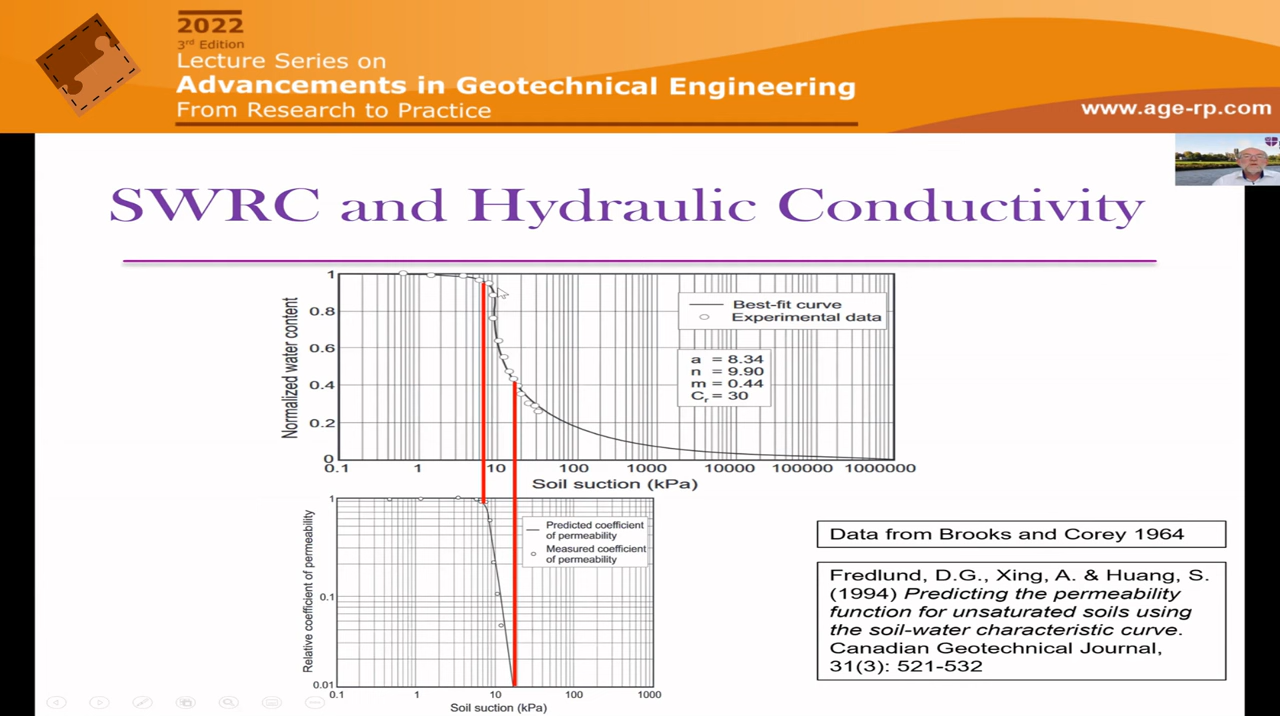 2022
3rd Edition
Lecture Series on
Advancements in Geotechnical Engineering
From Research to Practice
www.age-rp.com
SWRC and Hydraulic Conductivity
Normalized water content
1
0.8
0.6
0.4
0.2
0
0.1 1 10 100 1000 10000 100000 1000000
Soil suction (kPa)
Best-fit curve
Experimental data
a = 8.34
n = 9.90
m = 0.44
Cr = 30
Relative coefficient of permeability
1
0.1
0.01
0.1 1 10 100 1000
Soil suction (kPa)
Predicted coefficient
of permeability
Measured coefficient
of permeability
Data from Brooks and Corey 1964
Fredlund, D.G., Xing, A. & Huang, S.
(1994) Predicting the permeability
function for unsaturated soils using
the soil-water characteristic curve.
Canadian Geotechnical Journal,
31(3): 521-532